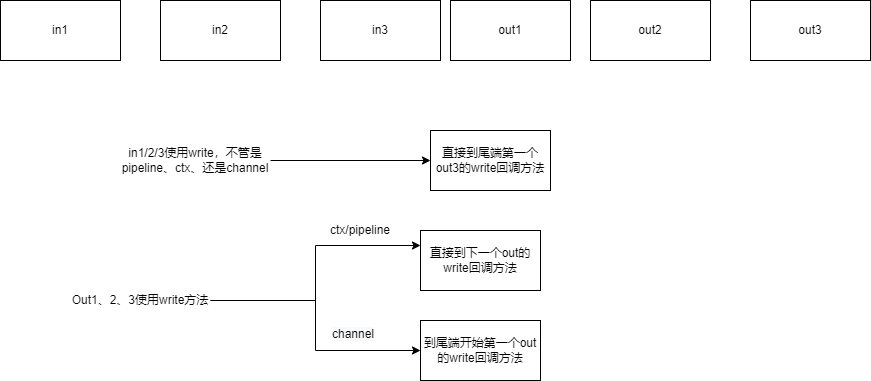 in1
in2
in3
out1
out2
out3
in1/2/3使用write，不管是
pipeline、ctx、还是channel
直接到尾端第一个
out3的write回调方法
ctx/pipeline
直接到下一个out的
write回调方法
Out1、2、3使用write方法
channel
到尾端开始第一个out
的write回调方法